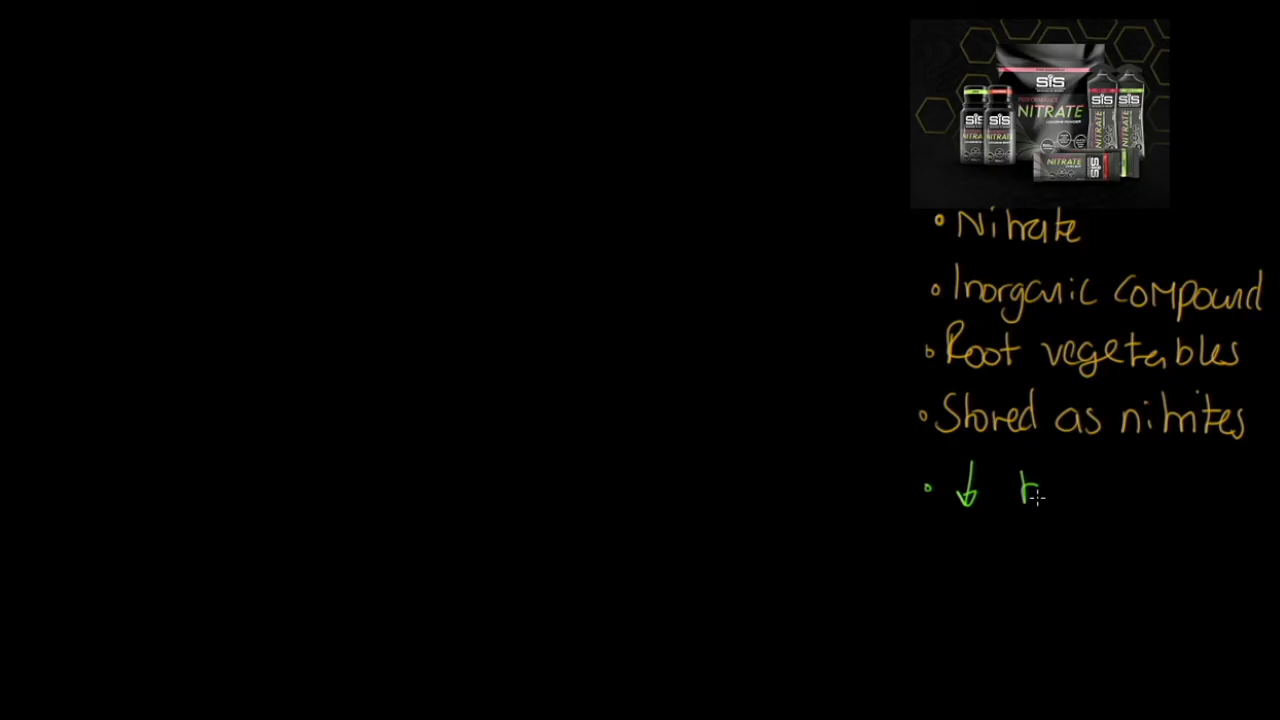 SiS
PERFORMANCE
NITRATE
SiS
NITRATE
SiS
NITRATE
SiS
NITRATE
SiS
NITRATE
NITRATE
SiS
• Nitrate
• Inorganic compound
• Root vegetables
• Stored as nitrites
• ↓